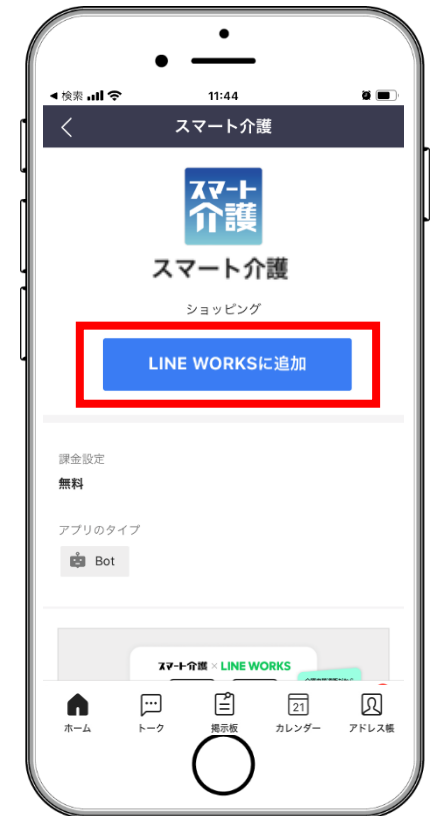 検索
11:44
スマート介護
スマート
介護
スマート介護
ショッピング
LINE WORKSに追加
課金設定
無料
アプリのタイプ
Bot
スマート介護×LINE WORKS
21
ホーム
トーク
掲示板
カレンダー
アドレス帳